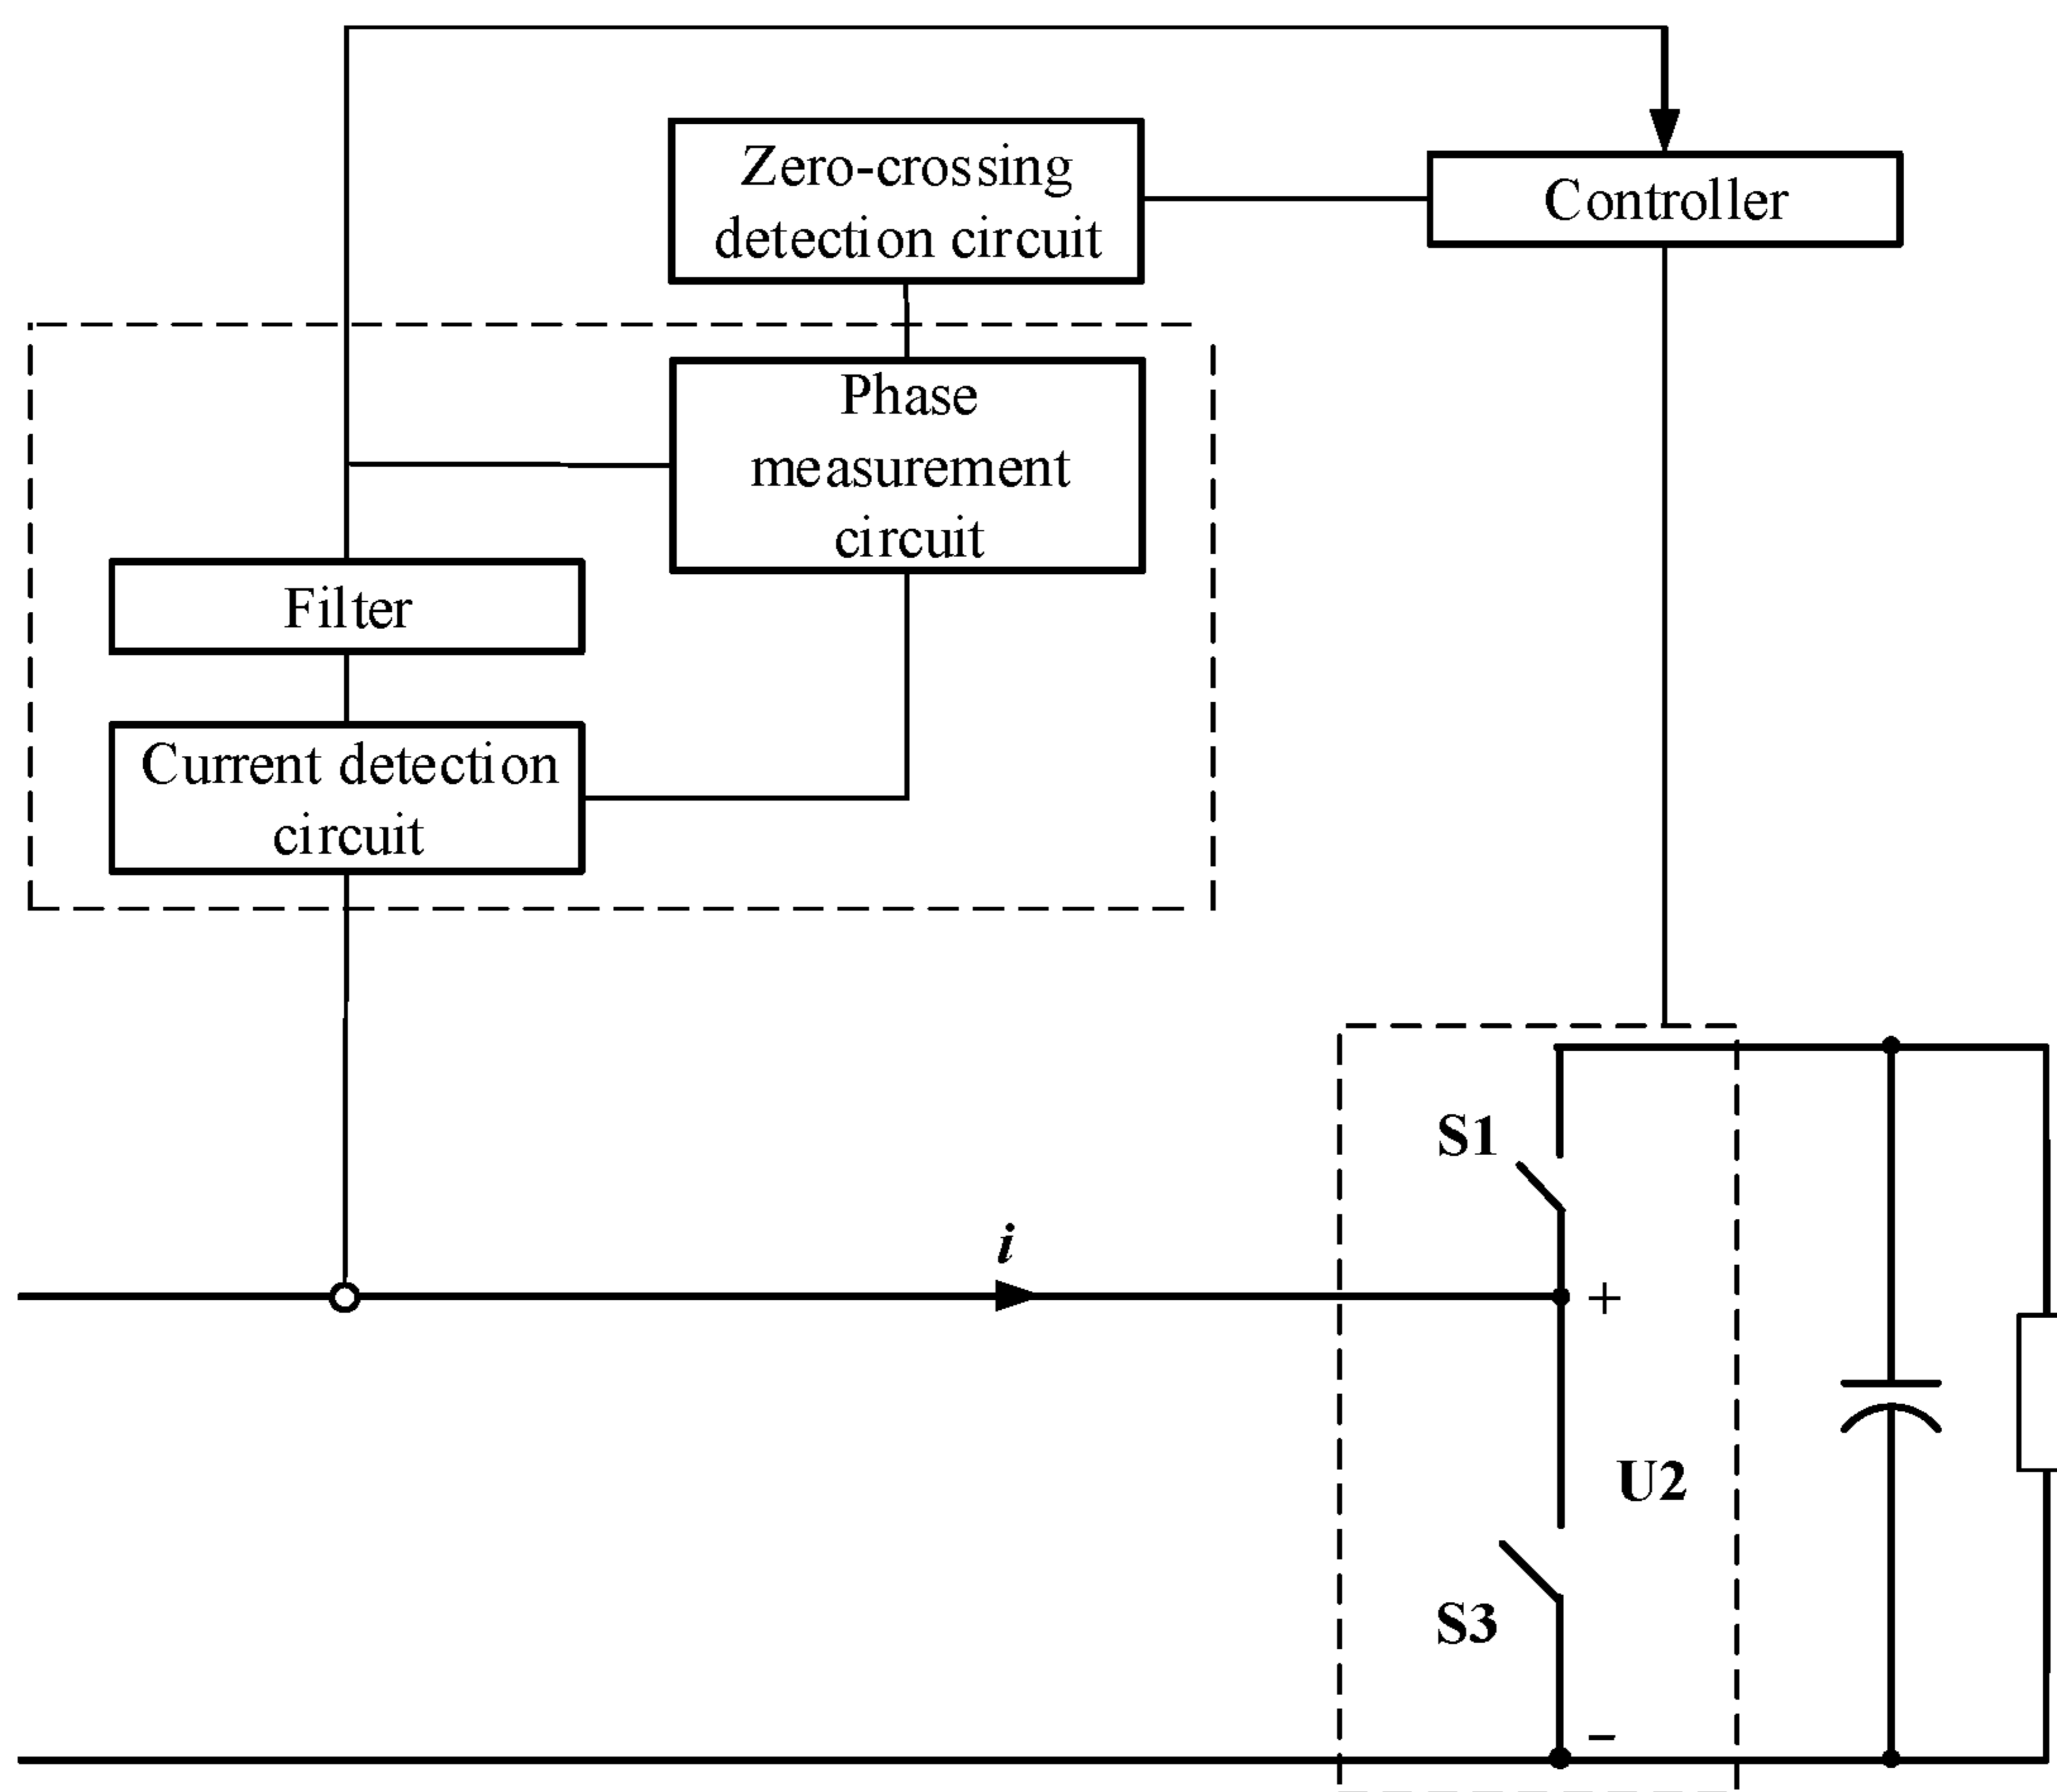 Zero-crossing
detection circuit
Controller
Phase
measurement
circuit
Filter
Current detection
circuit
S1
i
+
U2
S3
−